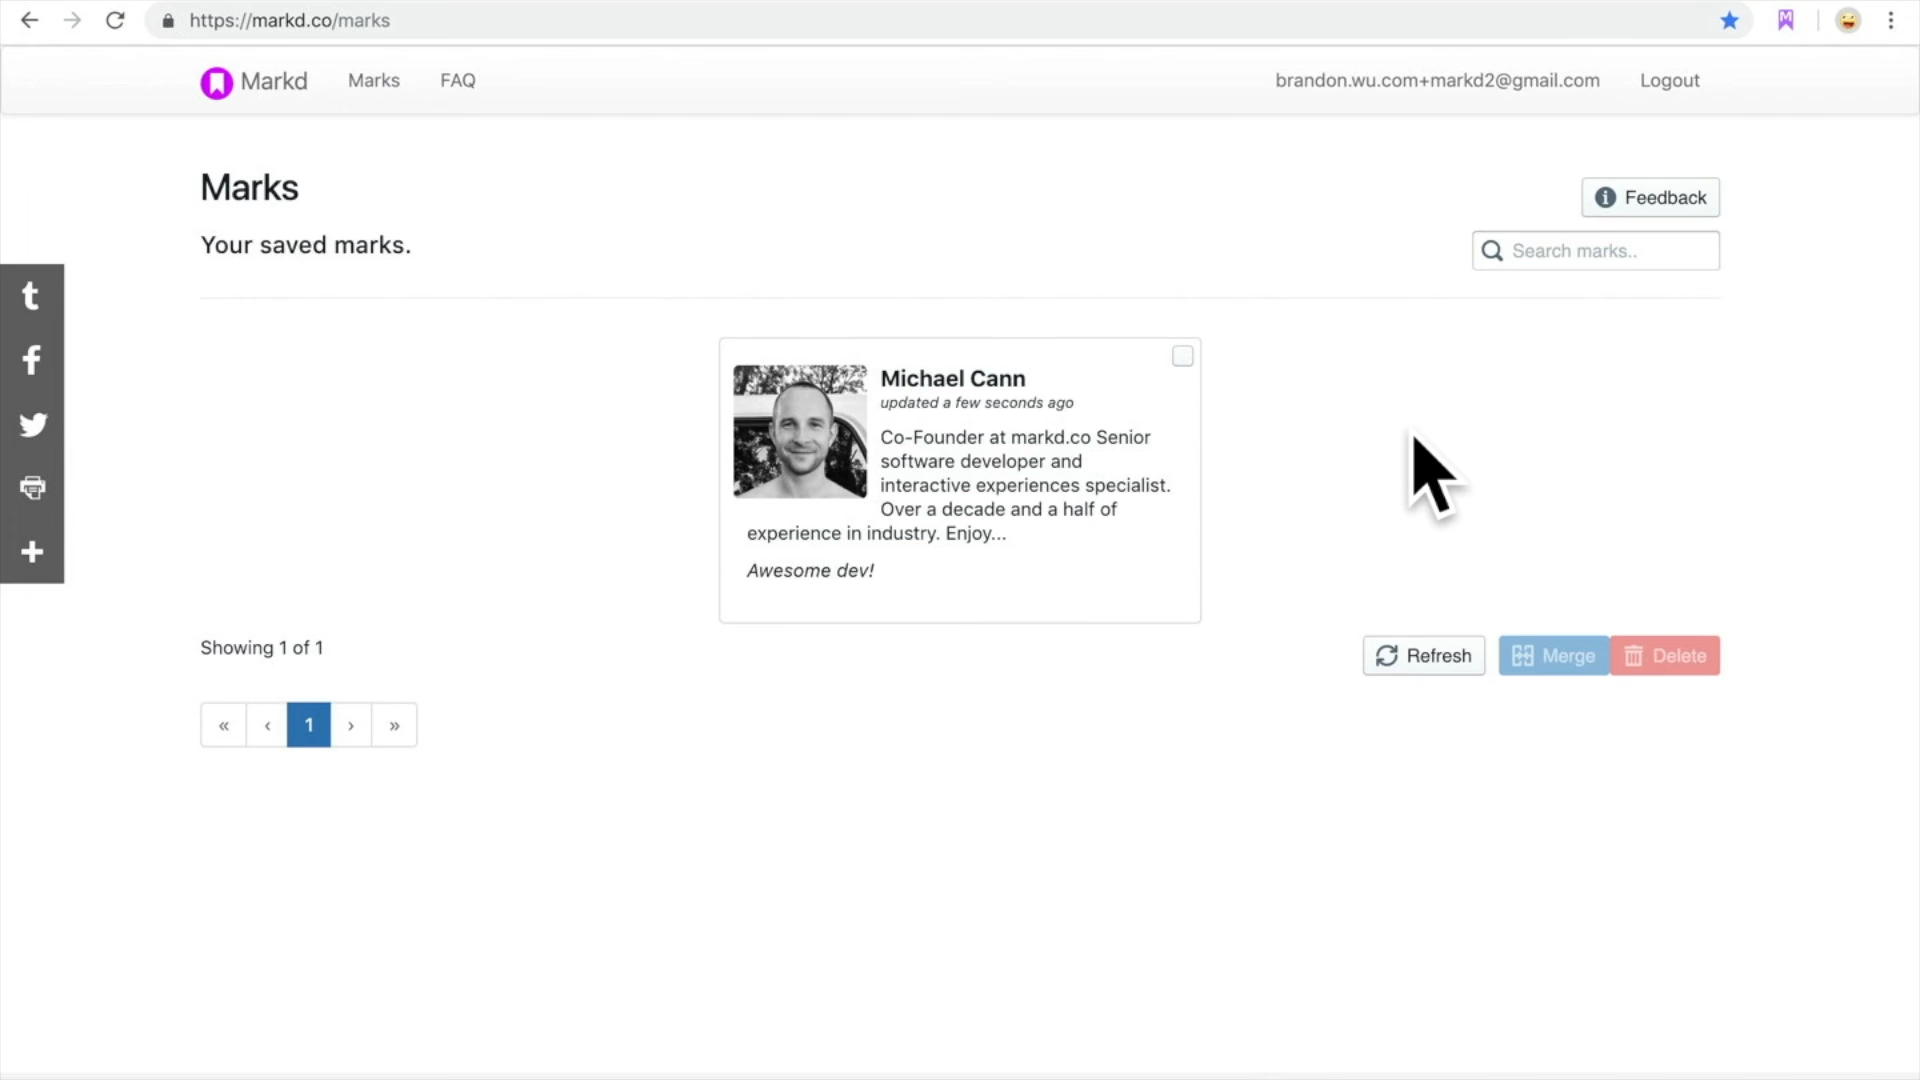 https://markd.co/marks
Markd Marks FAQ brandon.wu.com+markd2@gmail.com Logout
Marks
Feedback
Your saved marks.
Search marks..
Michael Cann
updated a few seconds ago
Co-Founder at markd.co Senior
software developer and
interactive experiences specialist.
Over a decade and a half of
experience in industry. Enjoy...
Awesome dev!
Showing 1 of 1
Refresh Merge Delete
« ‹ 1 › »